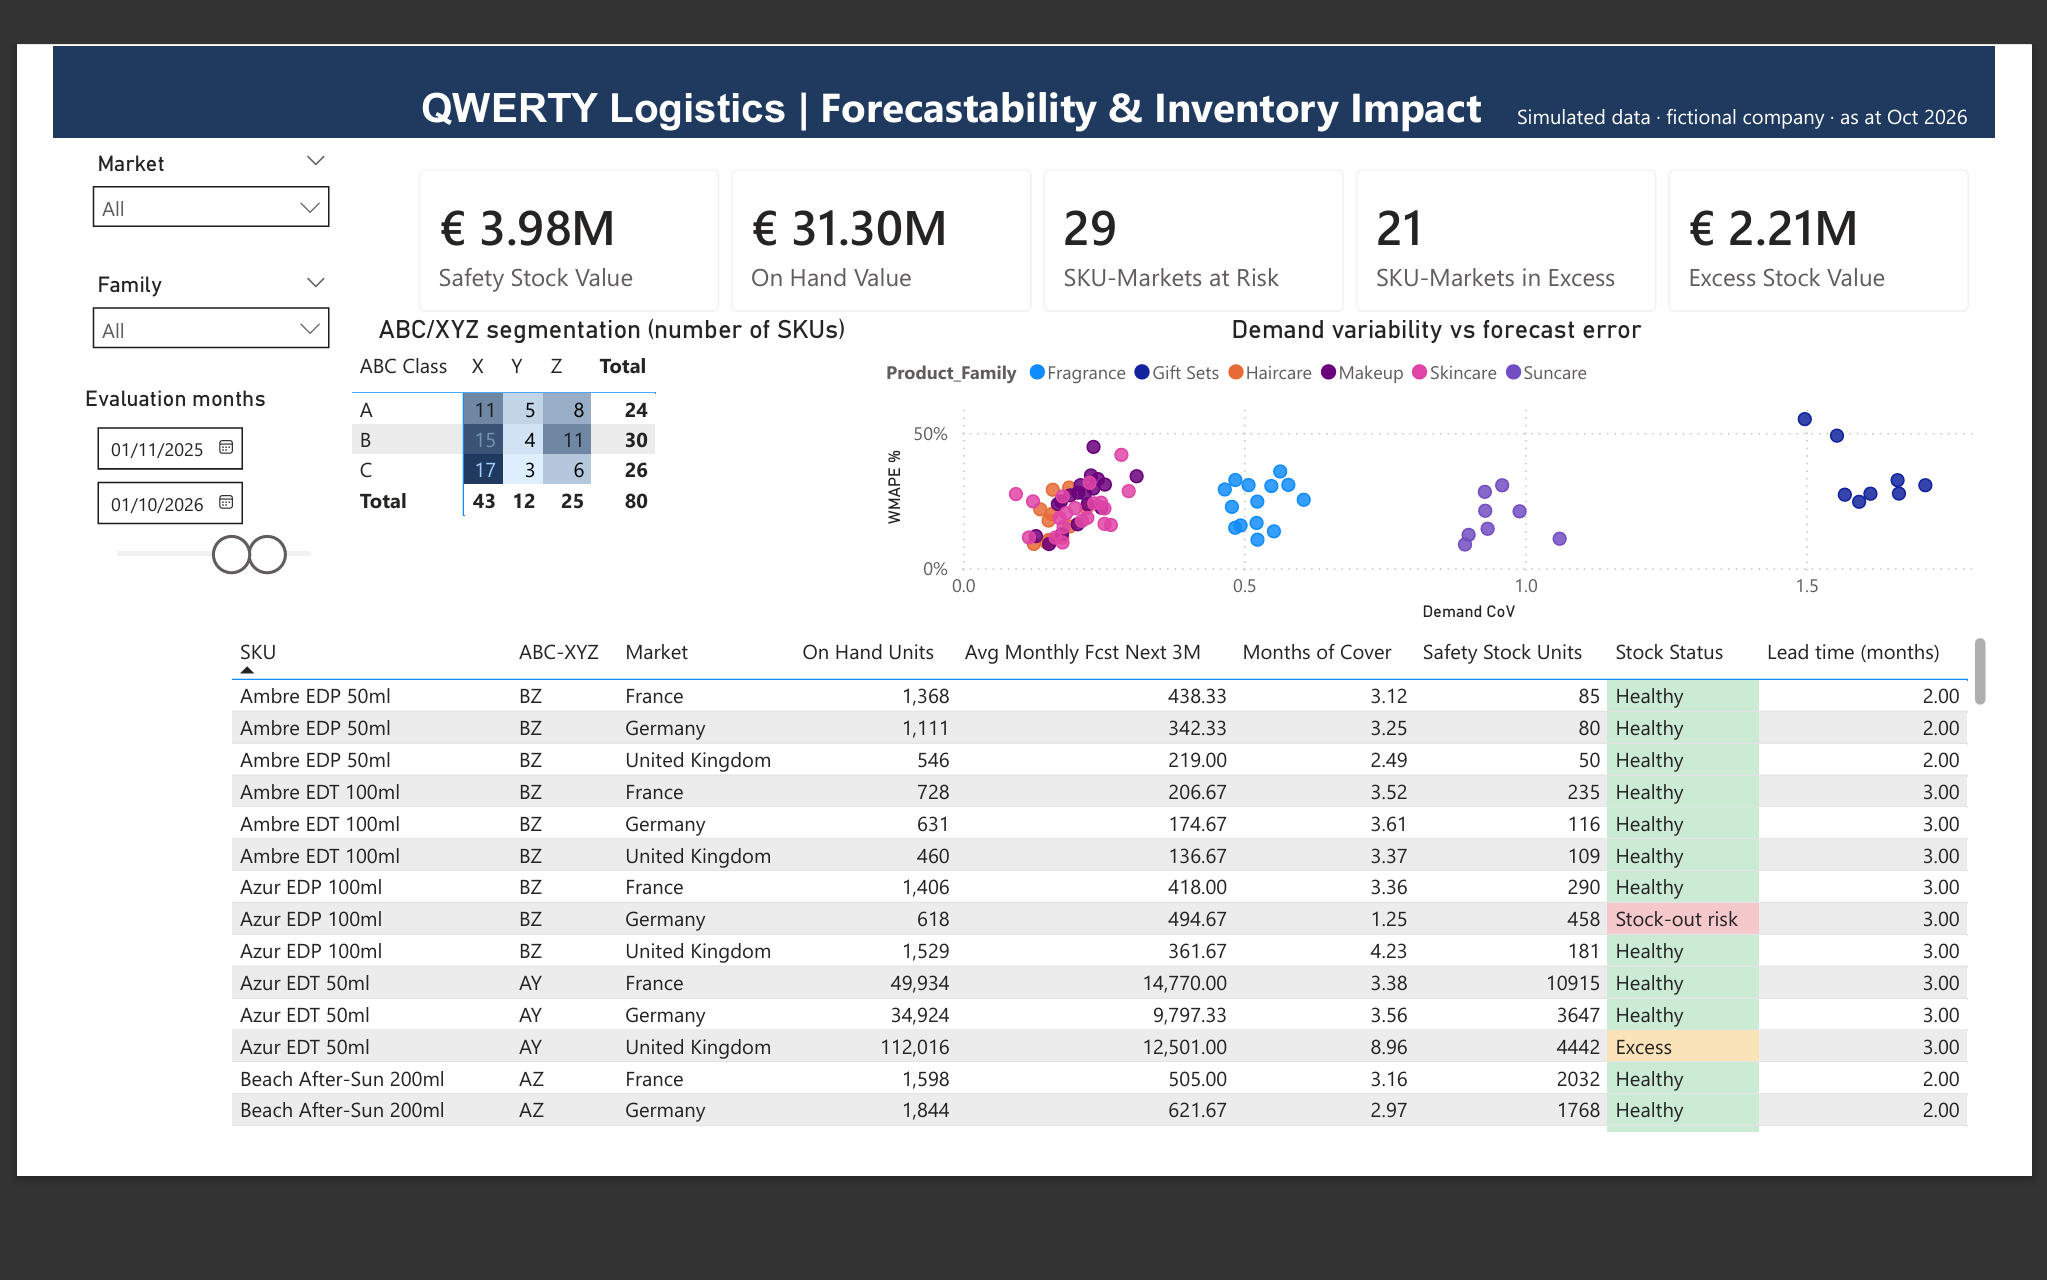 QWERTY Logistics | Forecastability & Inventory Impact
Simulated data · fictional company · as at Oct 2026
Market
All
Family
All
Evaluation months
01/11/2025
01/10/2026
€ 3.98M
Safety Stock Value
€ 31.30M
On Hand Value
29
SKU-Markets at Risk
21
SKU-Markets in Excess
€ 2.21M
Excess Stock Value
ABC/XYZ segmentation (number of SKUs)
ABC Class X Y Z Total
A 11 5 8 24
B 15 4 11 30
C 17 3 6 26
Total 43 12 25 80
Demand variability vs forecast error
Product_Family Fragrance Gift Sets Haircare Makeup Skincare Suncare
WMAPE %
50%
0%
0.0 0.5 1.0 1.5
Demand CoV
SKU ABC-XYZ Market On Hand Units Avg Monthly Fcst Next 3M Months of Cover Safety Stock Units Stock Status Lead time (months)
Ambre EDP 50ml BZ France 1,368 438.33 3.12 85 Healthy 2.00
Ambre EDP 50ml BZ Germany 1,111 342.33 3.25 80 Healthy 2.00
Ambre EDP 50ml BZ United Kingdom 546 219.00 2.49 50 Healthy 2.00
Ambre EDT 100ml BZ France 728 206.67 3.52 235 Healthy 3.00
Ambre EDT 100ml BZ Germany 631 174.67 3.61 116 Healthy 3.00
Ambre EDT 100ml BZ United Kingdom 460 136.67 3.37 109 Healthy 3.00
Azur EDP 100ml BZ France 1,406 418.00 3.36 290 Healthy 3.00
Azur EDP 100ml BZ Germany 618 494.67 1.25 458 Stock-out risk 3.00
Azur EDP 100ml BZ United Kingdom 1,529 361.67 4.23 181 Healthy 3.00
Azur EDT 50ml AY France 49,934 14,770.00 3.38 10915 Healthy 3.00
Azur EDT 50ml AY Germany 34,924 9,797.33 3.56 3647 Healthy 3.00
Azur EDT 50ml AY United Kingdom 112,016 12,501.00 8.96 4442 Excess 3.00
Beach After-Sun 200ml AZ France 1,598 505.00 3.16 2032 Healthy 2.00
Beach After-Sun 200ml AZ Germany 1,844 621.67 2.97 1768 Healthy 2.00